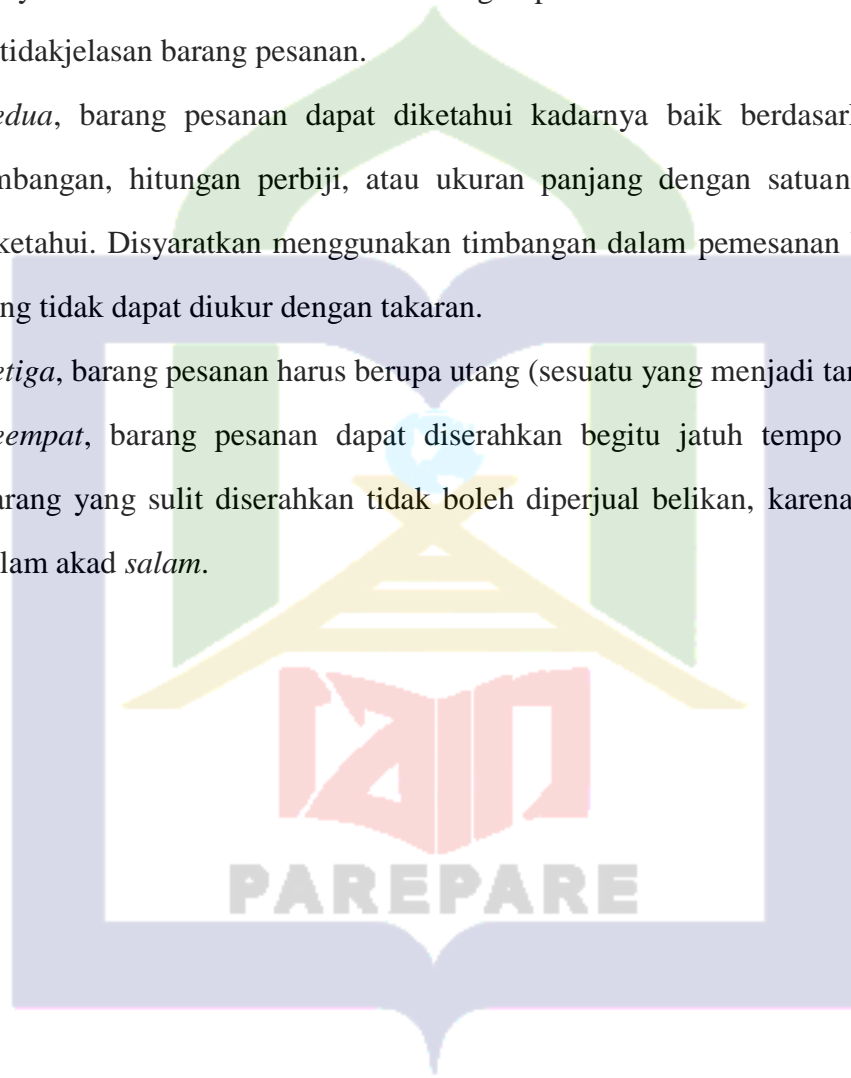 tidakjelasan barang pesanan.
edua, barang pesanan dapat diketahui kadarnya baik berdasar
mbangan, hitungan perbiji, atau ukuran panjang dengan satuan
ketahui. Disyaratkan menggunakan timbangan dalam pemesanan
ng tidak dapat diukur dengan takaran.
etiga, barang pesanan harus berupa utang (sesuatu yang menjadi tan
eempat, barang pesanan dapat diserahkan begitu jatuh tempo
arang yang sulit diserahkan tidak boleh diperjual belikan, karena
lam akad salam.
PAREPARE